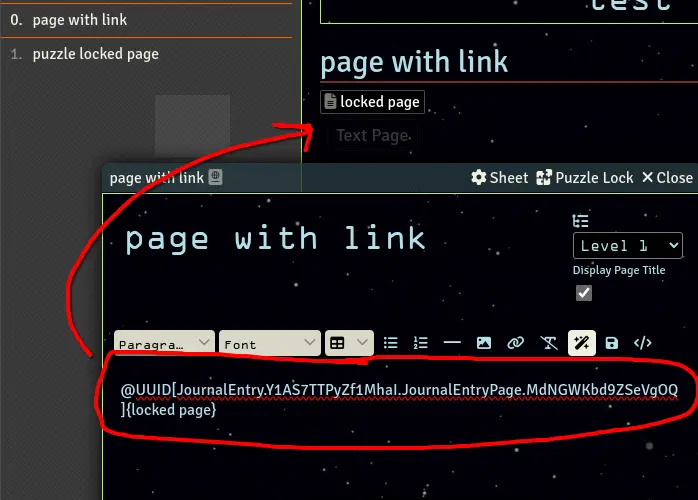 test
0. page with link
1. puzzle locked page
page with link
locked page
Text Page
page with link
Sheet Puzzle Lock Close
page with link
Level 1
Display Page Title
Paragra… Font
@UUID[JournalEntry.Y1AS7TTPyZf1MhaI.JournalEntryPage.MdNGWKbd9ZSeVgOQ
]{locked page}